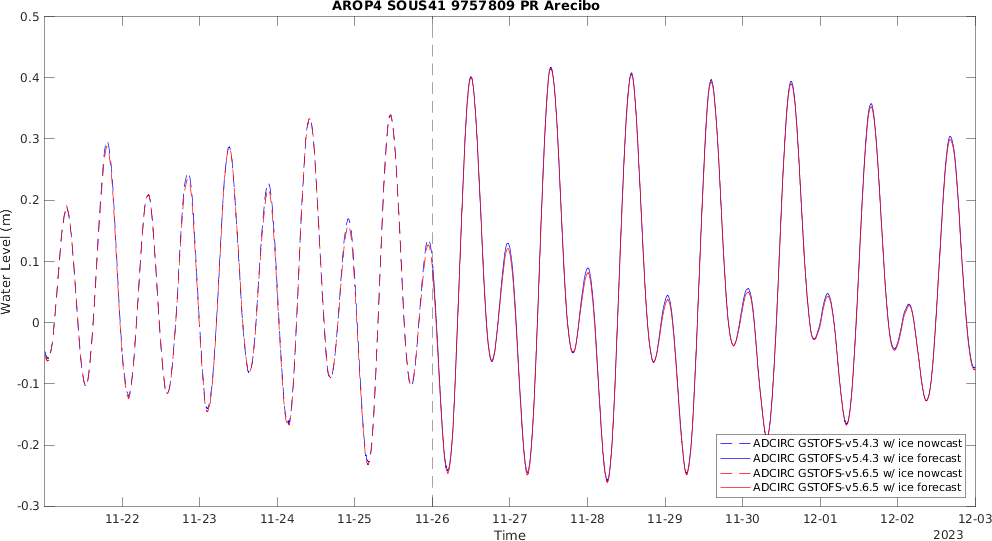 AROP4 SOUS41 9757809 PR Arecibo
0.5
0.4
0.3
0.2
0.1
0
-0.1
-0.2
-0.3
Water Level (m)
ADCIRC GSTOFS-v5.4.3 w/ ice nowcast
ADCIRC GSTOFS-v5.4.3 w/ ice forecast
ADCIRC GSTOFS-v5.6.5 w/ ice nowcast
ADCIRC GSTOFS-v5.6.5 w/ ice forecast
11-22 11-23 11-24 11-25 11-26 11-27 11-28 11-29 11-30 12-01 12-02 12-03
Time
2023